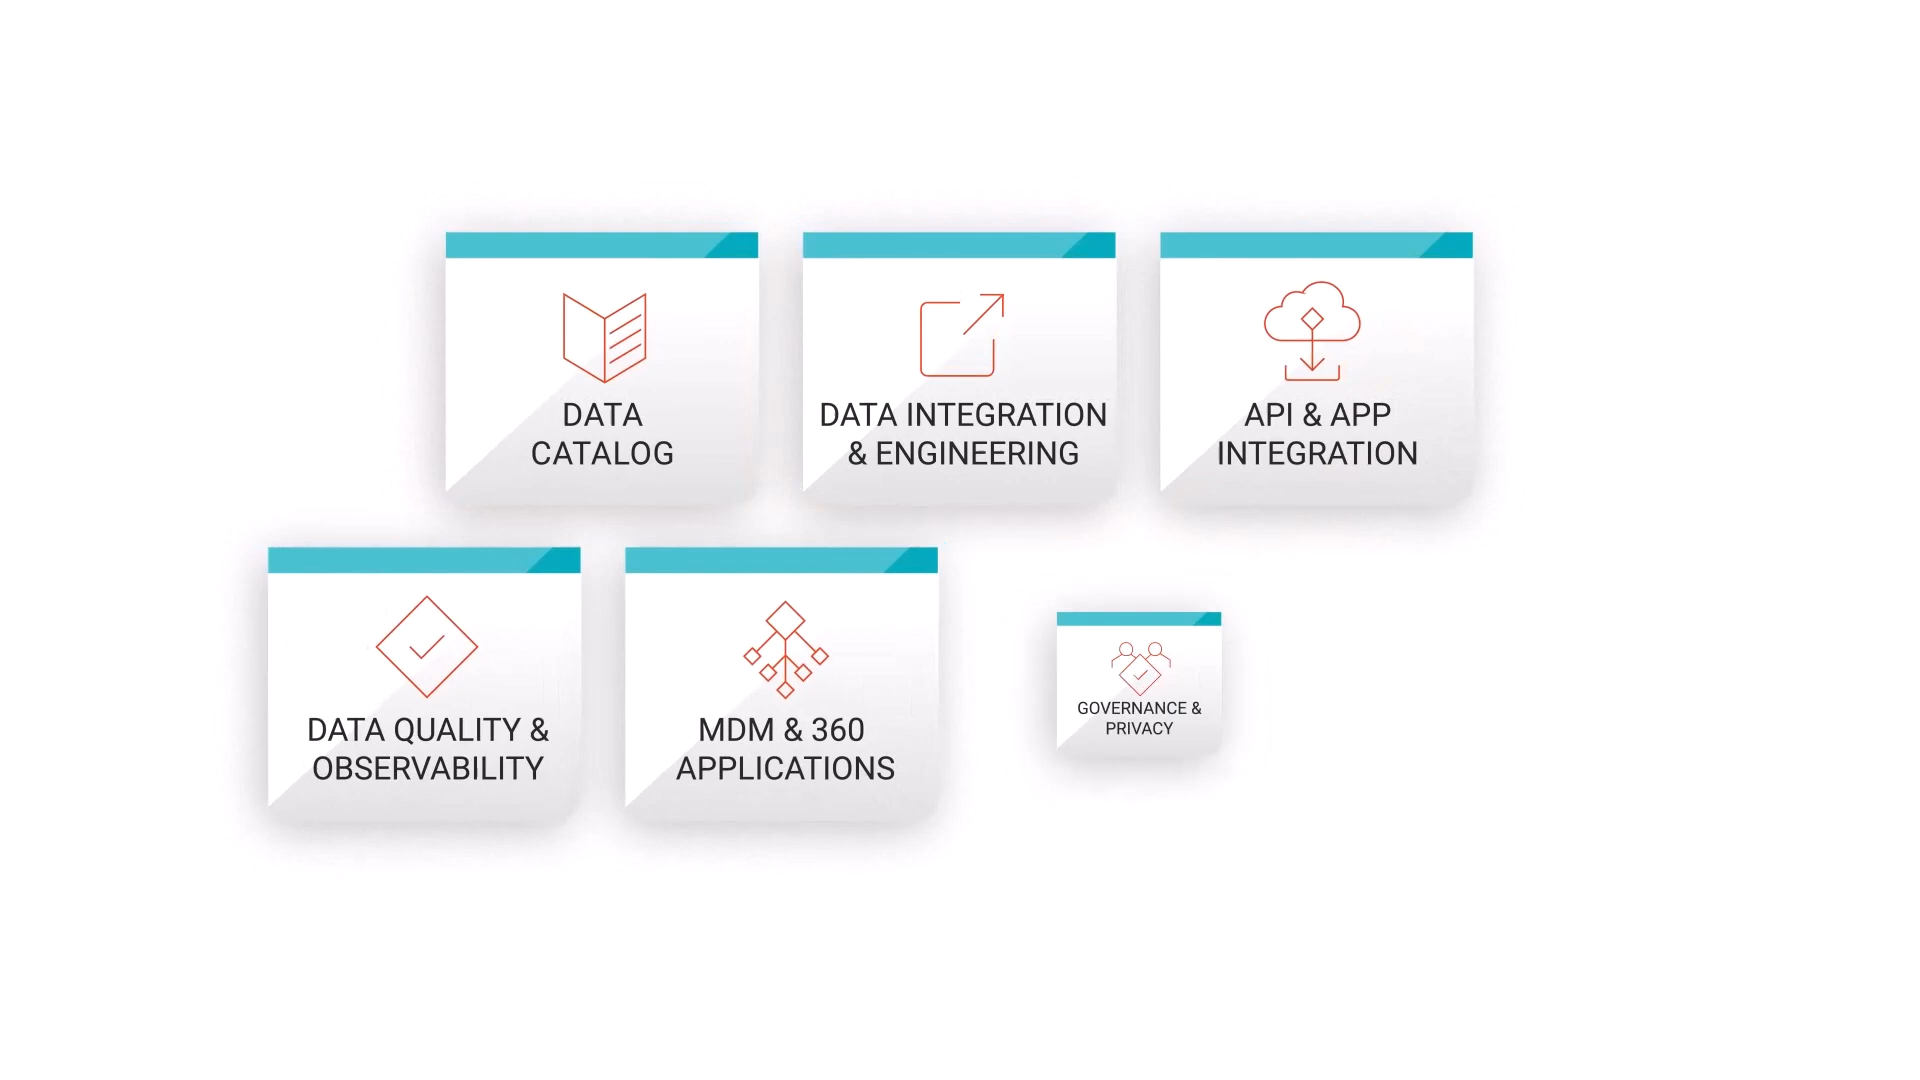 DATA
CATALOG
DATA INTEGRATION
& ENGINEERING
API & APP
INTEGRATION
DATA QUALITY &
OBSERVABILITY
MDM & 360
APPLICATIONS
GOVERNANCE &
PRIVACY